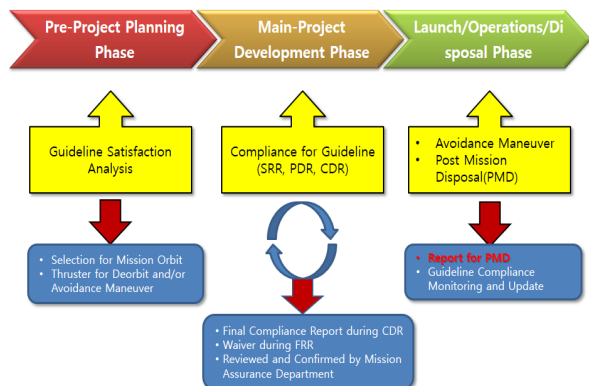 Pre-Project Planning
Phase
Main-Project
Development Phase
Launch/Operations/Di
sposal Phase
Guideline Satisfaction
Analysis
Compliance for Guideline
(SRR, PDR, CDR)
• Avoidance Maneuver
• Post Mission
Disposal(PMD)
• Selection for Mission Orbit
• Thruster for Deorbit and/or
Avoidance Maneuver
• Report for PMD
• Guideline Compliance
Monitoring and Update
• Final Compliance Report during CDR
• Waiver during FRR
• Reviewed and Confirmed by Mission
Assurance Department